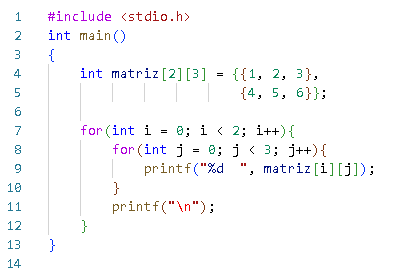 1 #include <stdio.h>
2 int main()
3 {
4     int matriz[2][3] = {{1, 2, 3},
5                         {4, 5, 6}};
6
7     for(int i = 0; i < 2; i++){
8         for(int j = 0; j < 3; j++){
9             printf("%d  ", matriz[i][j]);
10         }
11         printf("\n");
12     }
13 }
14